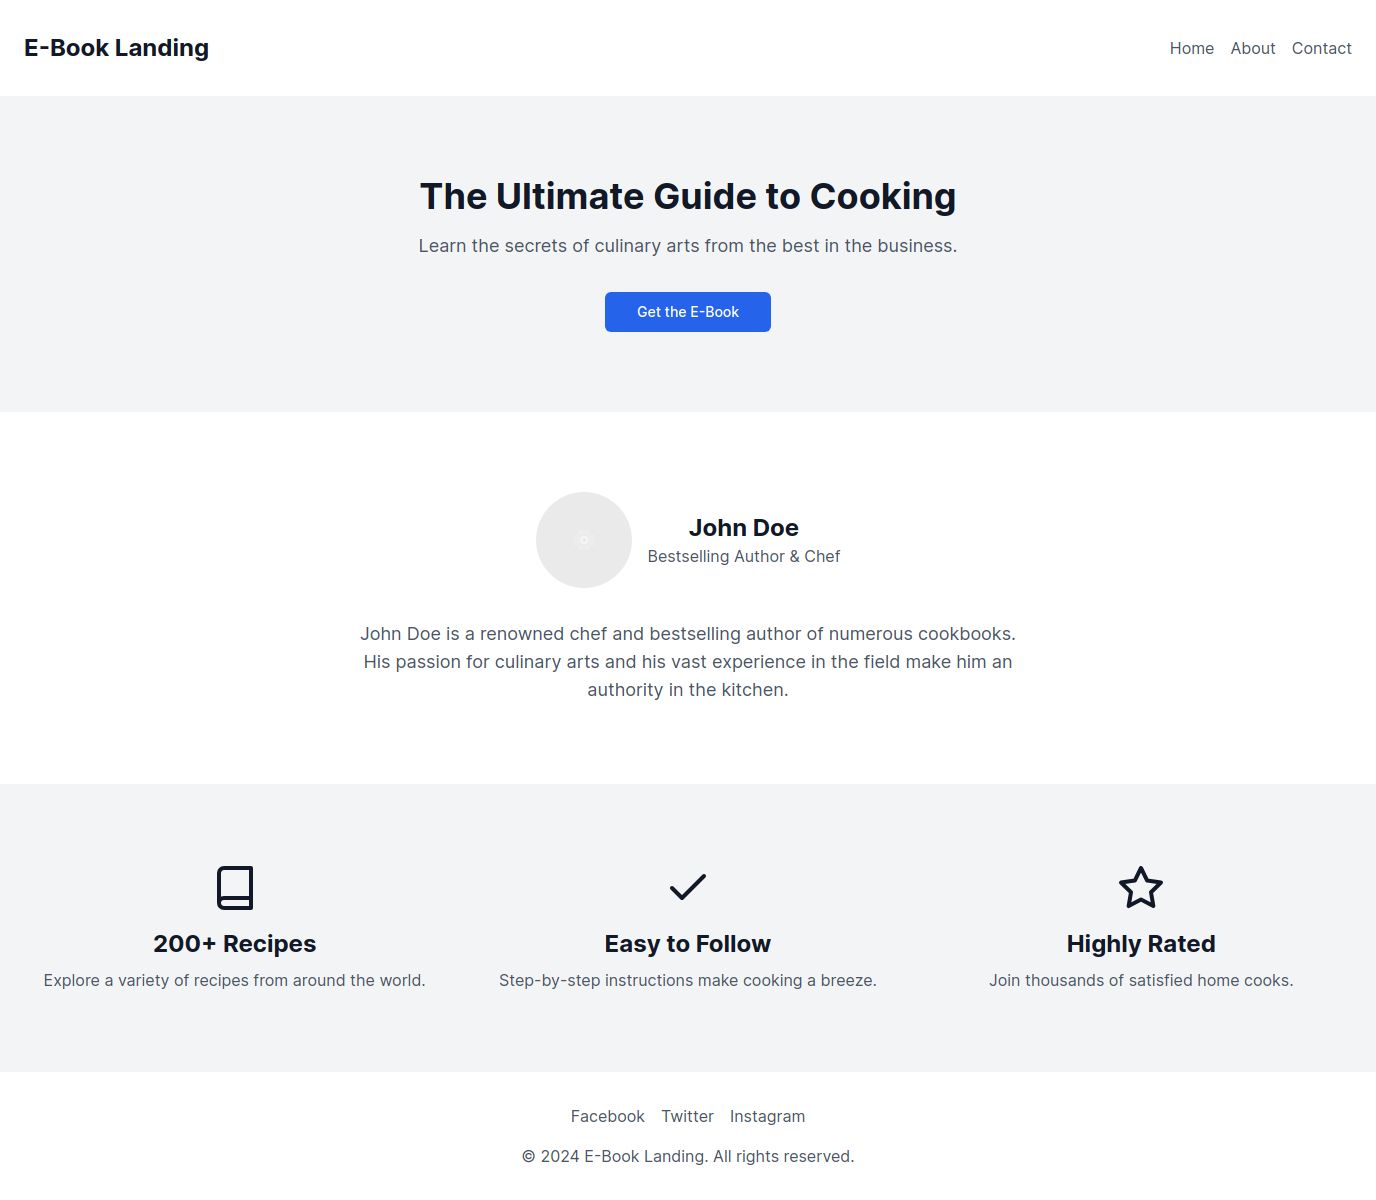 E-Book Landing
Home About Contact
The Ultimate Guide to Cooking
Learn the secrets of culinary arts from the best in the business.
Get the E-Book
John Doe
Bestselling Author & Chef
John Doe is a renowned chef and bestselling author of numerous cookbooks.
His passion for culinary arts and his vast experience in the field make him an
authority in the kitchen.
200+ Recipes
Explore a variety of recipes from around the world.
Easy to Follow
Step-by-step instructions make cooking a breeze.
Highly Rated
Join thousands of satisfied home cooks.
Facebook Twitter Instagram
© 2024 E-Book Landing. All rights reserved.